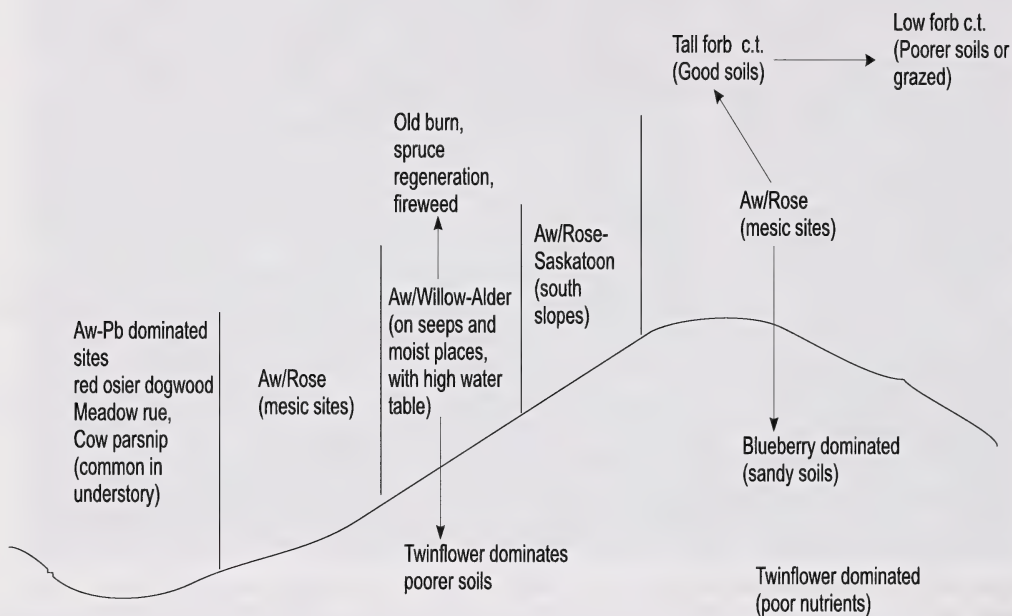 Tall forb c.t.
(Good soils)
Low forb c.t.
(Poorer soils or
grazed)
Old burn,
spruce
regeneration,
fireweed
Aw/Rose
(mesic sites)
Aw/Rose-
Saskatoon
(south
slopes)
Aw/Willow-Alder
(on seeps and
moist places,
with high water
table)
Aw-Pb dominated
sites
red osier dogwood
Meadow rue,
Cow parsnip
(common in
understory)
Aw/Rose
(mesic sites)
Blueberry dominated
(sandy soils)
Twinflower dominates
poorer soils
Twinflower dominated
(poor nutrients)